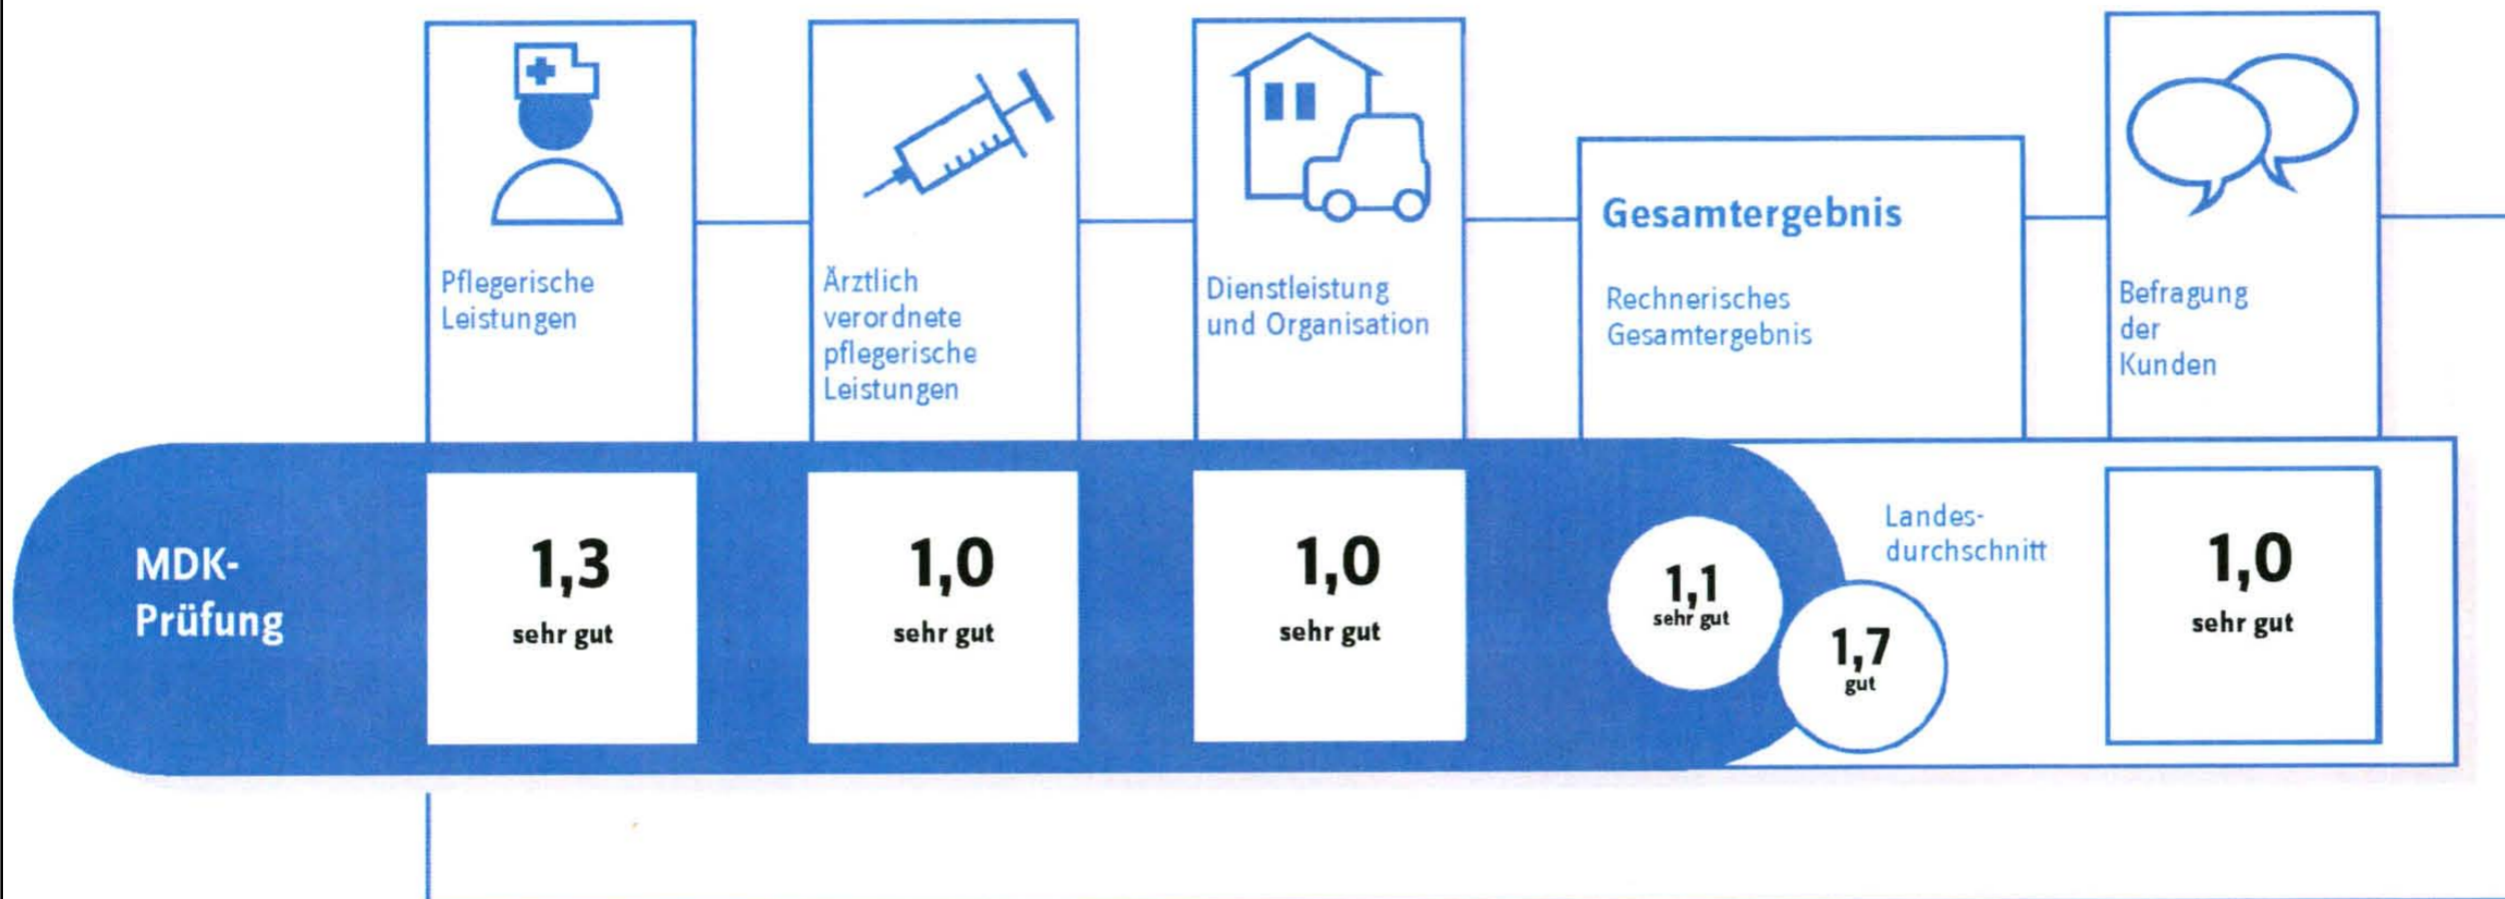 Pflegerische
Leistungen
Ärztlich
verordnete
pflegerische
Leistungen
Dienstleistung
und Organisation
Gesamtergebnis
Rechnerisches
Gesamtergebnis
Befragung
der
Kunden
MDK-
Prüfung
1,3
sehr gut
1,0
sehr gut
1,0
sehr gut
1,1
sehr gut
Landes-
durchschnitt
1,7
gut
1,0
sehr gut